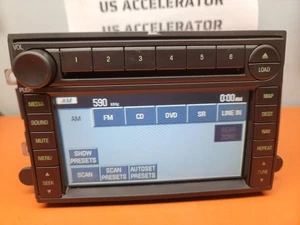 US ACCELERATOR
US ACCELERATOR
VOL
1 2 3 4 5 6
LOAD
PUSH
MEDIA
SOUND
MUTE
MENU
SEEK
AM 590 0:00
AM FM CD DVD SR LINE IN
SHOW PRESETS
SCAN
SCAN PRESETS
AUTOSET PRESETS
MAP
DEST
NAV
REPEAT
TUNE